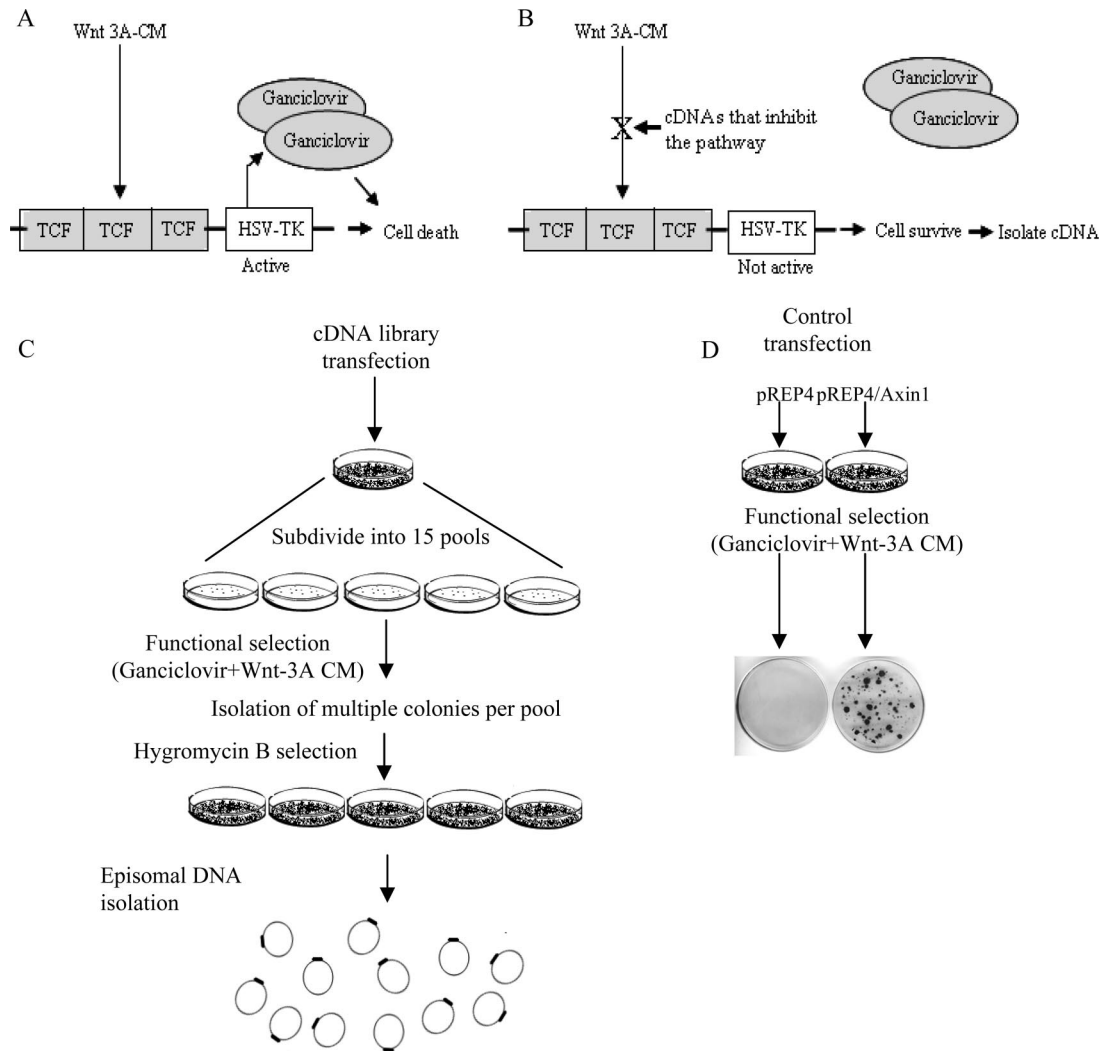 A
Wnt 3A-CM
Ganciclovir
Ganciclovir
TCF
TCF
TCF
HSV-TK
Active
Cell death
B
Wnt 3A-CM
X
cDNAs that inhibit
the pathway
Ganciclovir
Ganciclovir
TCF
TCF
TCF
HSV-TK
Not active
Cell survive
Isolate cDNA
C
cDNA library
transfection
Subdivide into 15 pools
Functional selection
(Ganciclovir+Wnt-3A CM)
Isolation of multiple colonies per pool
Hygromycin B selection
Episomal DNA
isolation
D
Control
transfection
pREP4 pREP4/Axin1
Functional selection
(Ganciclovir+Wnt-3A CM)